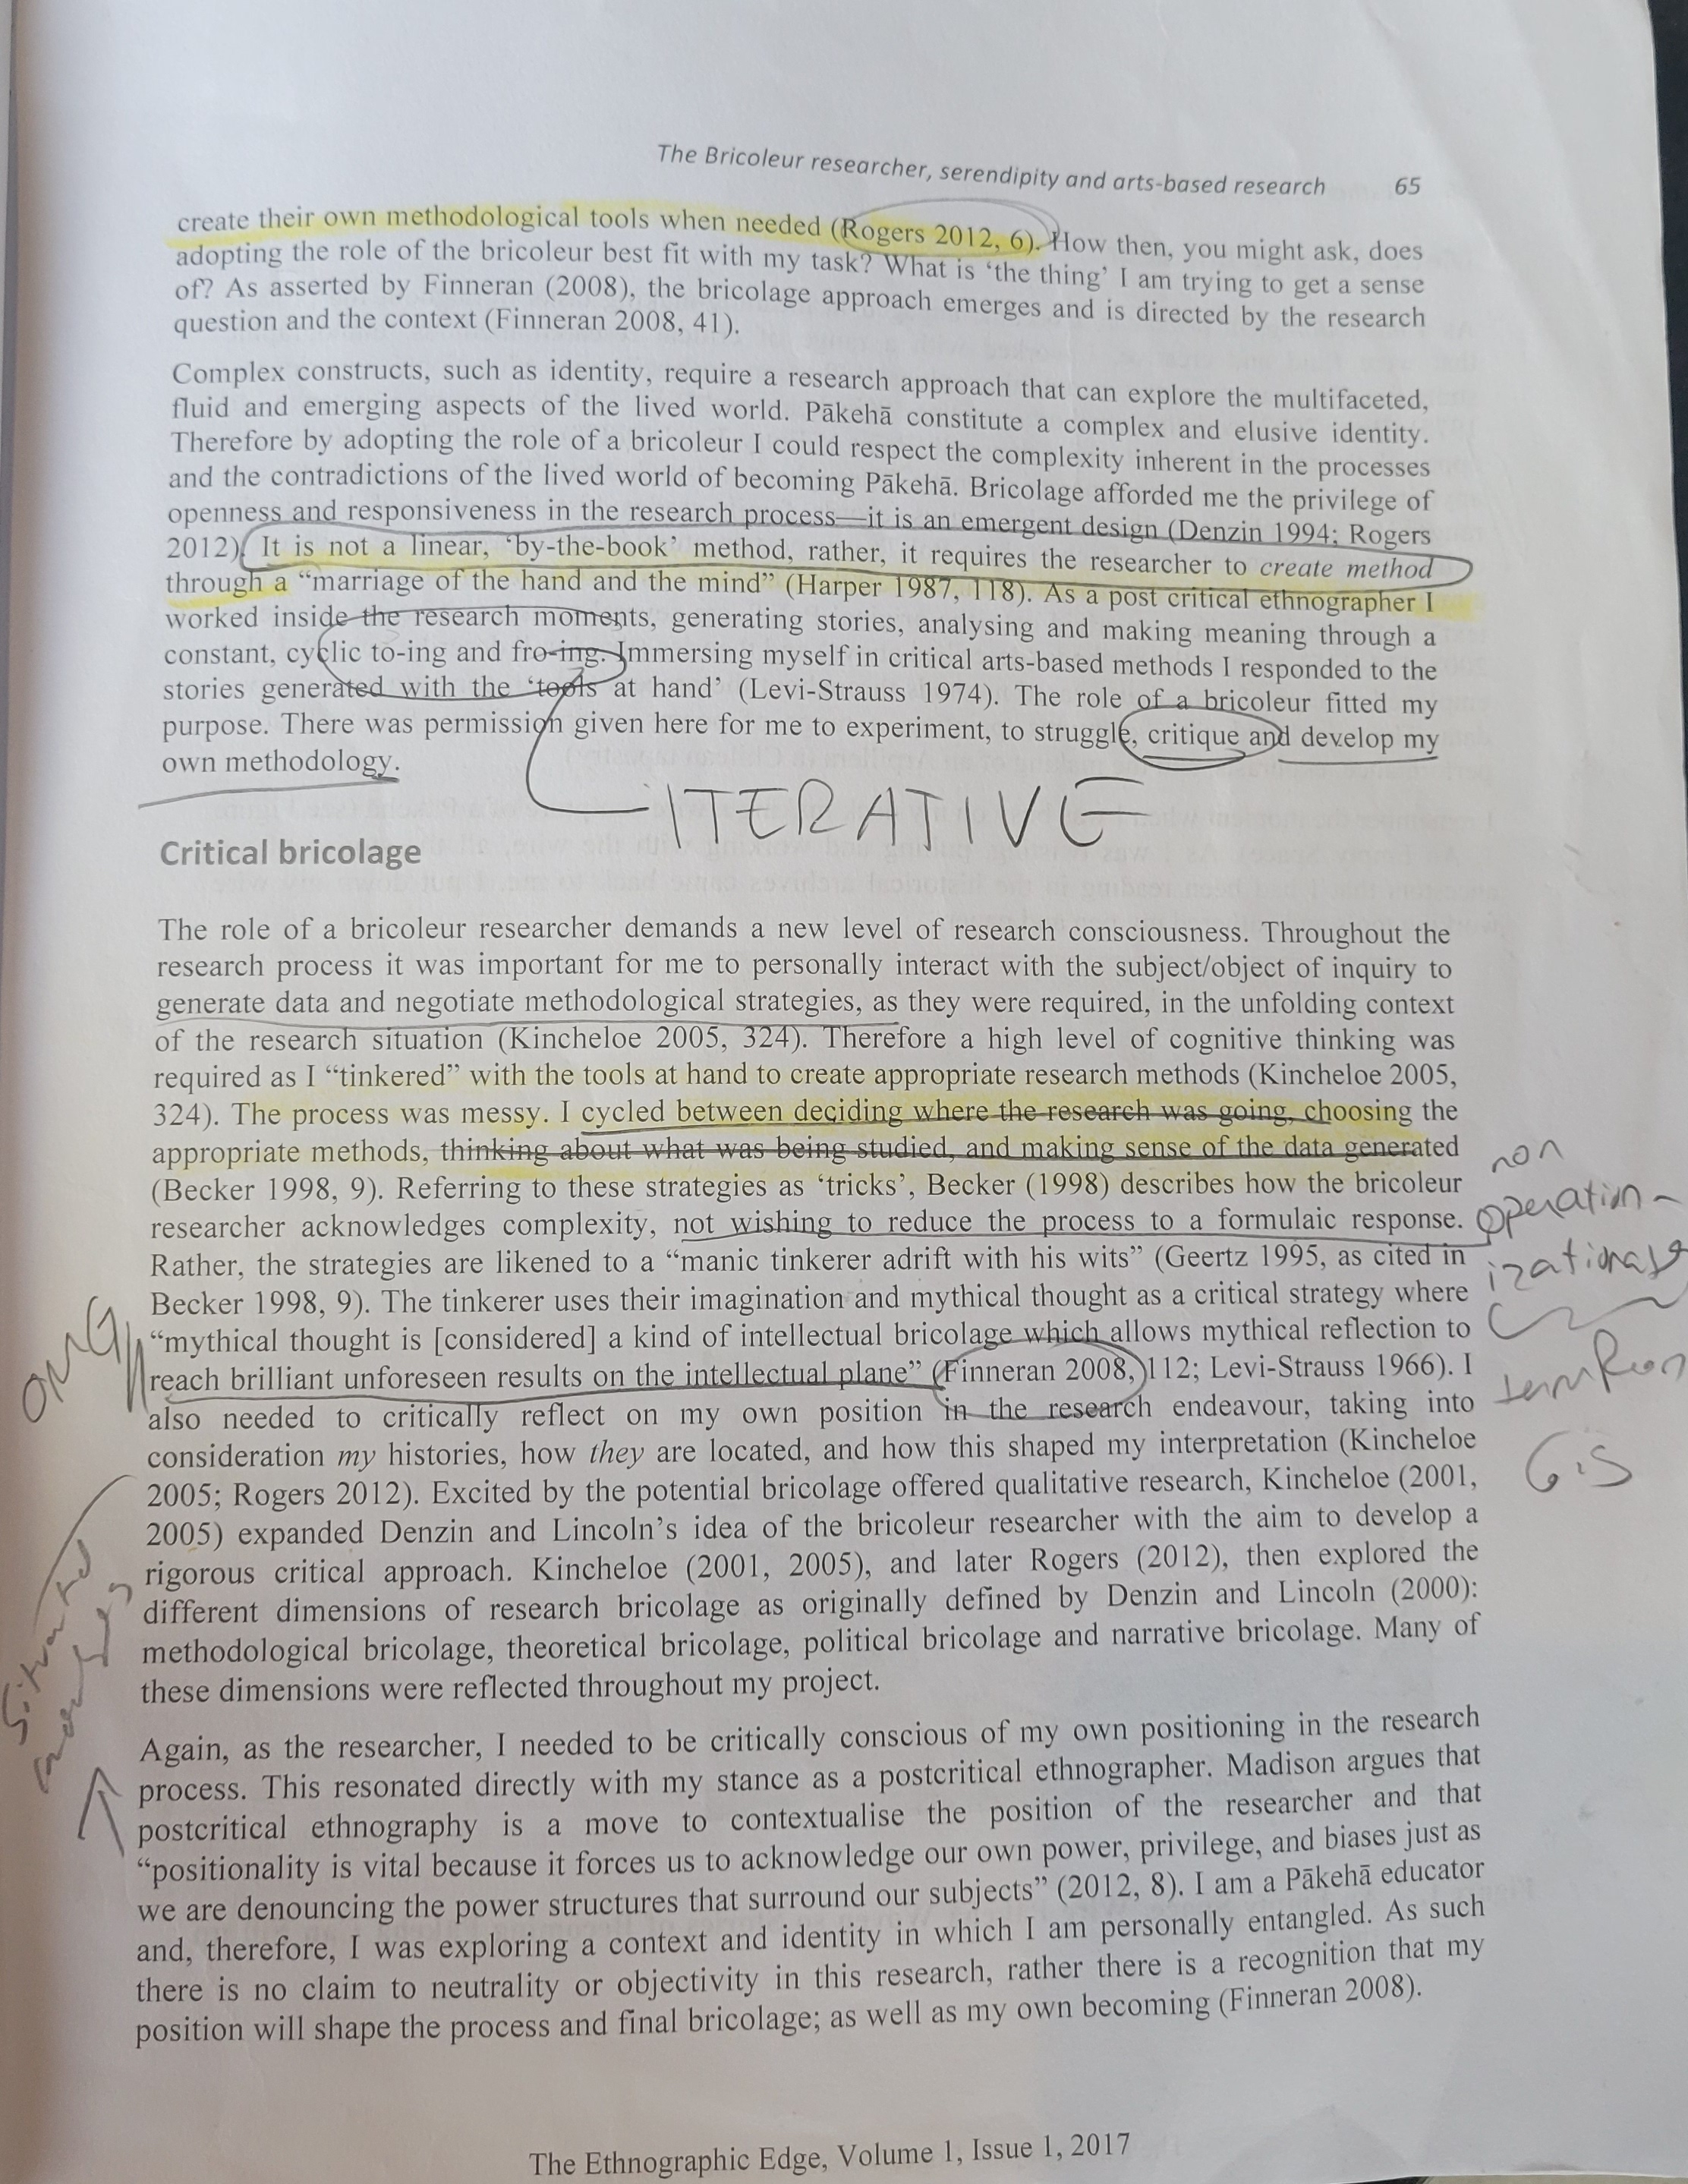 The Bricoleur researcher, serendipity and arts-based research 65
create their own methodological tools when needed (Rogers 2012, 6). How then, you might ask, does
adopting the role of the bricoleur best fit with my task? What is ‘the thing’ I am trying to get a sense
of? As asserted by Finneran (2008), the bricolage approach emerges and is directed by the research
question and the context (Finneran 2008, 41).
Complex constructs, such as identity, require a research approach that can explore the multifaceted,
fluid and emerging aspects of the lived world. Pākehā constitute a complex and elusive identity.
Therefore by adopting the role of a bricoleur I could respect the complexity inherent in the processes
and the contradictions of the lived world of becoming Pākehā. Bricolage afforded me the privilege of
openness and responsiveness in the research process—it is an emergent design (Denzin 1994; Rogers
2012). It is not a linear, ‘by-the-book’ method, rather, it requires the researcher to create method
through a “marriage of the hand and the mind” (Harper 1987, 118). As a post critical ethnographer I
worked inside the research moments, generating stories, analysing and making meaning through a
constant, cyclic to-ing and fro-ing. Immersing myself in critical arts-based methods I responded to the
stories generated with the ‘tools at hand’ (Levi-Strauss 1974). The role of a bricoleur fitted my
purpose. There was permission given here for me to experiment, to struggle, critique and develop my
own methodology.
ITERATIVE
Critical bricolage
The role of a bricoleur researcher demands a new level of research consciousness. Throughout the
research process it was important for me to personally interact with the subject/object of inquiry to
generate data and negotiate methodological strategies, as they were required, in the unfolding context
of the research situation (Kincheloe 2005, 324). Therefore a high level of cognitive thinking was
required as I “tinkered” with the tools at hand to create appropriate research methods (Kincheloe 2005,
324). The process was messy. I cycled between deciding where the research was going, choosing the
appropriate methods, thinking about what was being studied, and making sense of the data generated
(Becker 1998, 9). Referring to these strategies as ‘tricks’, Becker (1998) describes how the bricoleur
researcher acknowledges complexity, not wishing to reduce the process to a formulaic response.
Rather, the strategies are likened to a “manic tinkerer adrift with his wits” (Geertz 1995, as cited in
Becker 1998, 9). The tinkerer uses their imagination and mythical thought as a critical strategy where
“mythical thought is [considered] a kind of intellectual bricolage which allows mythical reflection to
reach brilliant unforeseen results on the intellectual plane” (Finneran 2008, 112; Levi-Strauss 1966). I
also needed to critically reflect on my own position in the research endeavour, taking into
consideration my histories, how they are located, and how this shaped my interpretation (Kincheloe
2005; Rogers 2012). Excited by the potential bricolage offered qualitative research, Kincheloe (2001,
2005) expanded Denzin and Lincoln’s idea of the bricoleur researcher with the aim to develop a
rigorous critical approach. Kincheloe (2001, 2005), and later Rogers (2012), then explored the
different dimensions of research bricolage as originally defined by Denzin and Lincoln (2000):
methodological bricolage, theoretical bricolage, political bricolage and narrative bricolage. Many of
these dimensions were reflected throughout my project.
non
operation-
OMG
Situated
Again, as the researcher, I needed to be critically conscious of my own positioning in the research
process. This resonated directly with my stance as a postcritical ethnographer. Madison argues that
postcritical ethnography is a move to contextualise the position of the researcher and that
“positionality is vital because it forces us to acknowledge our own power, privilege, and biases just as
we are denouncing the power structures that surround our subjects” (2012, 8). I am a Pākehā educator
and, therefore, I was exploring a context and identity in which I am personally entangled. As such
there is no claim to neutrality or objectivity in this research, rather there is a recognition that my
position will shape the process and final bricolage; as well as my own becoming (Finneran 2008).
The Ethnographic Edge, Volume 1, Issue 1, 2017